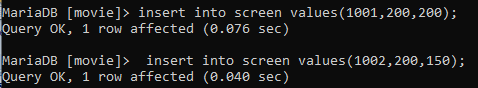 MariaDB [movie]> insert into screen values(1001,200,200);
Query OK, 1 row affected (0.076 sec)
MariaDB [movie]>  insert into screen values(1002,200,150);
Query OK, 1 row affected (0.040 sec)